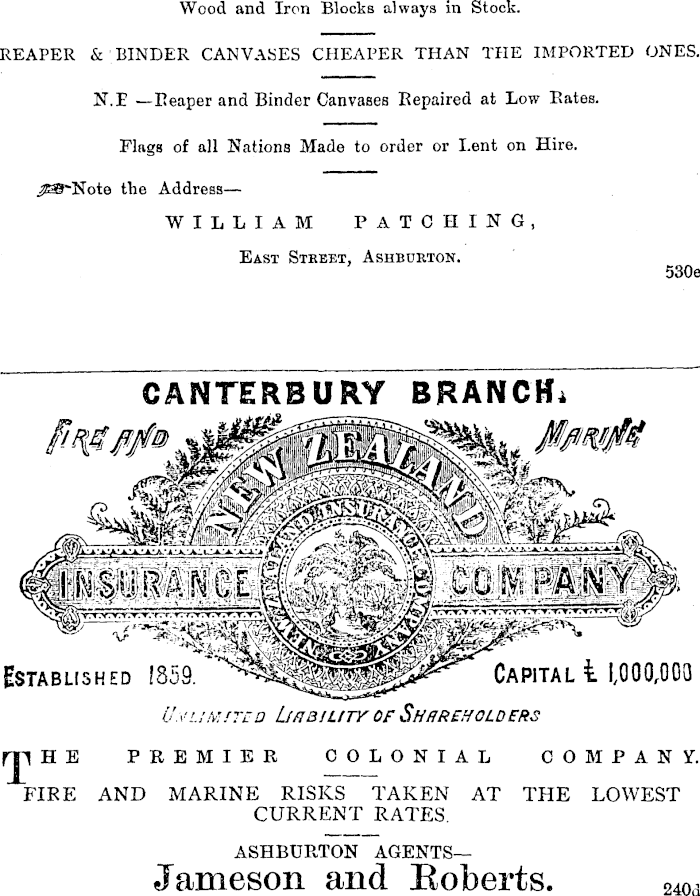 Wood and Iron Blocks always in Stock.
REAPER & BINDER CANVASES CHEAPER THAN THE IMPORTED ONES.
N.E —Reaper and Binder Canvases Repaired at Low Rates.
Flags of all Nations Made to order or Lent on Hire.
Note the Address—
WILLIAM PATCHING,
EAST STREET, ASHBURTON.
530e
CANTERBURY BRANCH.
FIRE AND MARINE
NEW ZEALAND
NEW ZEALAND INSURANCE COMPANY
INSURANCE COMPANY
ESTABLISHED 1859. CAPITAL £ 1,000,000
UNLIMITED LIABILITY OF SHAREHOLDERS
THE PREMIER COLONIAL COMPANY.
FIRE AND MARINE RISKS TAKEN AT THE LOWEST
CURRENT RATES.
ASHBURTON AGENTS—
Jameson and Roberts.
240d